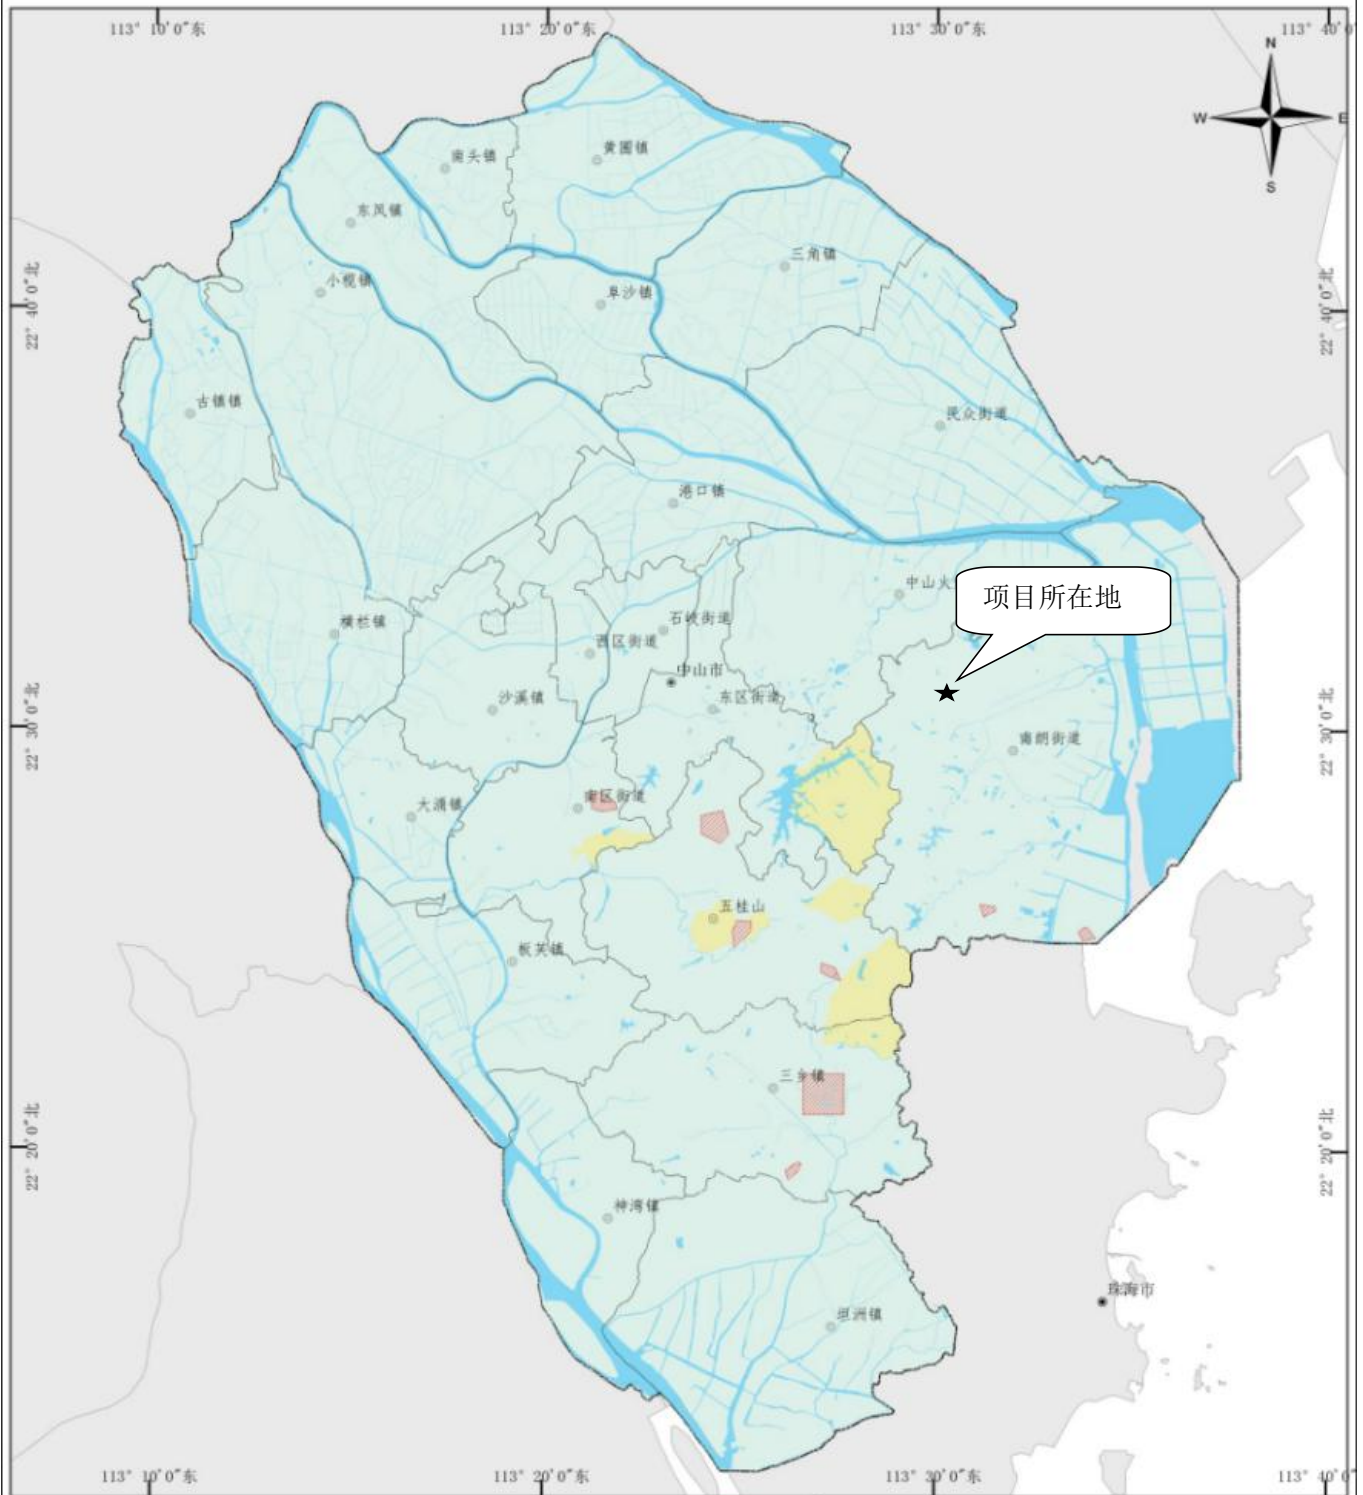 113° 10'0"东
113° 20'0"东
113° 30'0"东
113° 40'0"
N
W
E
S
南头镇
黄圃镇
东凤镇
三角镇
小榄镇
阜沙镇
22° 40'0"北
22° 40'0"北
古镇镇
民众街道
港口镇
中山火
项目所在地
横栏镇
石岐街道
西区街道
中山市
沙溪镇
东区街道
22° 30'0"北
22° 30'0"北
南朗街道
大涌镇
南区街道
五桂山
板芙镇
三乡镇
22° 20'0"北
22° 20'0"北
神湾镇
珠海市
坦洲镇
113° 10'0"东
113° 20'0"东
113° 30'0"东
113° 40'0